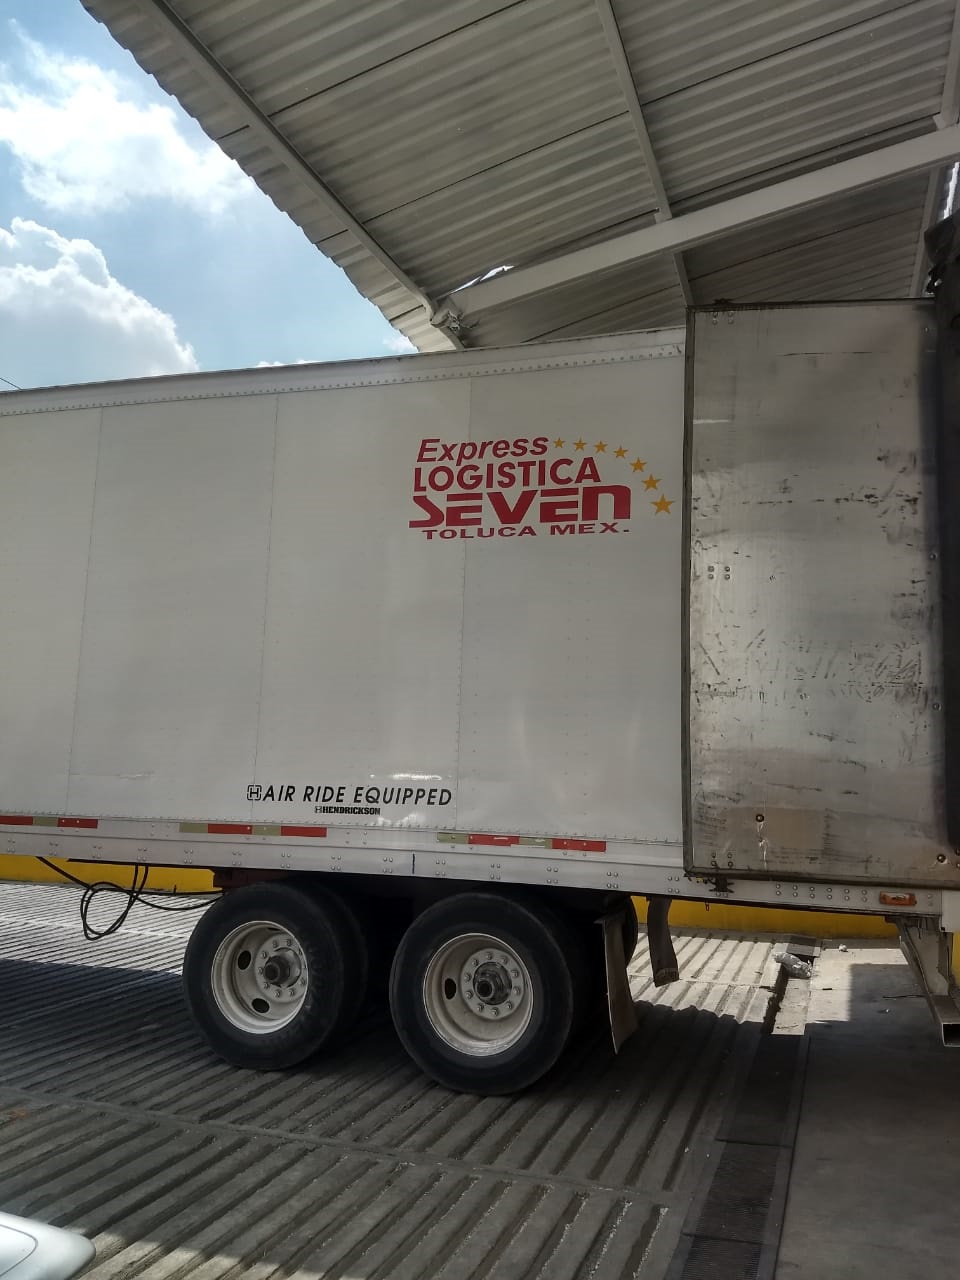 Express
LOGISTICA
SEVEN
TOLUCA MEX.
AIR RIDE EQUIPPED
HENDRICKSON